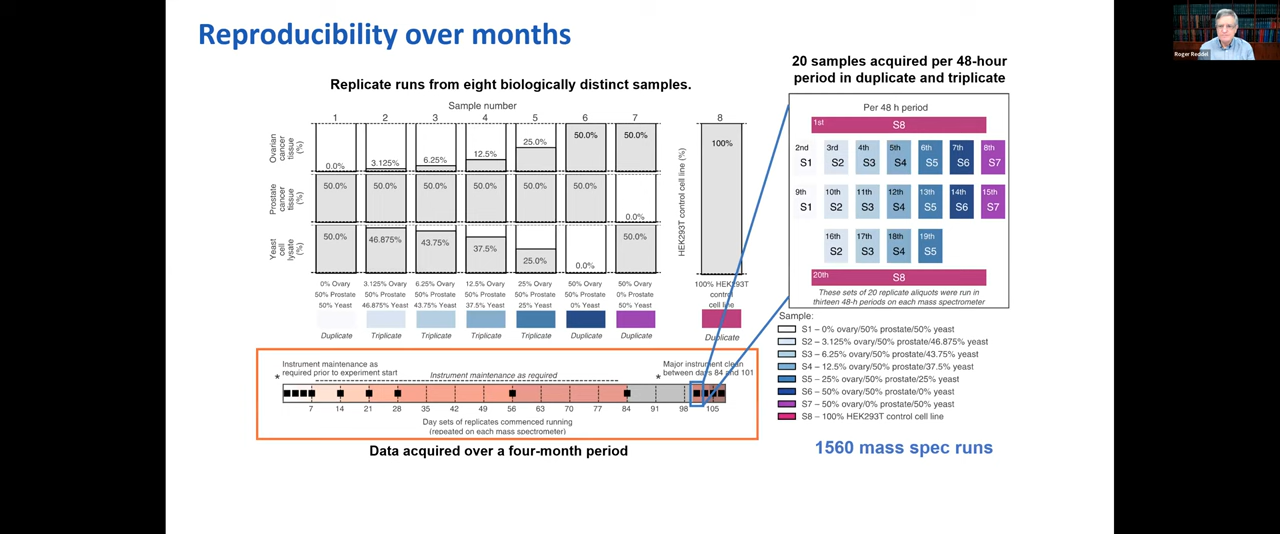 Reproducibility over months
Roger Reddel
Replicate runs from eight biologically distinct samples.
Sample number
1 2 3 4 5 6 7 8
Ovarian
cancer
tissue
(%)
0.0% 3.125% 6.25% 12.5% 25.0% 50.0% 50.0% 100%
Prostate
cancer
tissue
(%)
50.0% 50.0% 50.0% 50.0% 50.0% 50.0% 0.0%
Yeast
cell
lysate
(%)
50.0% 46.875% 43.75% 37.5% 25.0% 0.0% 50.0%
HEK293T control cell line (%)
0% Ovary 3.125% Ovary 6.25% Ovary 12.5% Ovary 25% Ovary 50% Ovary 50% Ovary 100% HEK293T
50% Prostate 50% Prostate 50% Prostate 50% Prostate 50% Prostate 50% Prostate 0% Prostate control
50% Yeast 46.875% Yeast 43.75% Yeast 37.5% Yeast 25% Yeast 0% Yeast 50% Yeast cell line
Duplicate Triplicate Triplicate Triplicate Triplicate Duplicate Duplicate Duplicate
Instrument maintenance as
required prior to experiment start
*
Instrument maintenance as required
Major instrument clean
* between days 84 and 101
7 14 21 28 35 42 49 56 63 70 77 84 91 98 105
Day sets of replicates commenced running
(repeated on each mass spectrometer)
Data acquired over a four-month period
20 samples acquired per 48-hour
period in duplicate and triplicate
Per 48 h period
1st S8
2nd 3rd 4th 5th 6th 7th 8th
S1 S2 S3 S4 S5 S6 S7
9th 10th 11th 12th 13th 14th 15th
S1 S2 S3 S4 S5 S6 S7
16th 17th 18th 19th
S2 S3 S4 S5
20th S8
These sets of 20 replicate aliquots were run in
thirteen 48-h periods on each mass spectrometer
Sample:
S1 – 0% ovary/50% prostate/50% yeast
S2 – 3.125% ovary/50% prostate/46.875% yeast
S3 – 6.25% ovary/50% prostate/43.75% yeast
S4 – 12.5% ovary/50% prostate/37.5% yeast
S5 – 25% ovary/50% prostate/25% yeast
S6 – 50% ovary/50% prostate/0% yeast
S7 – 50% ovary/0% prostate/50% yeast
S8 – 100% HEK293T control cell line
1560 mass spec runs